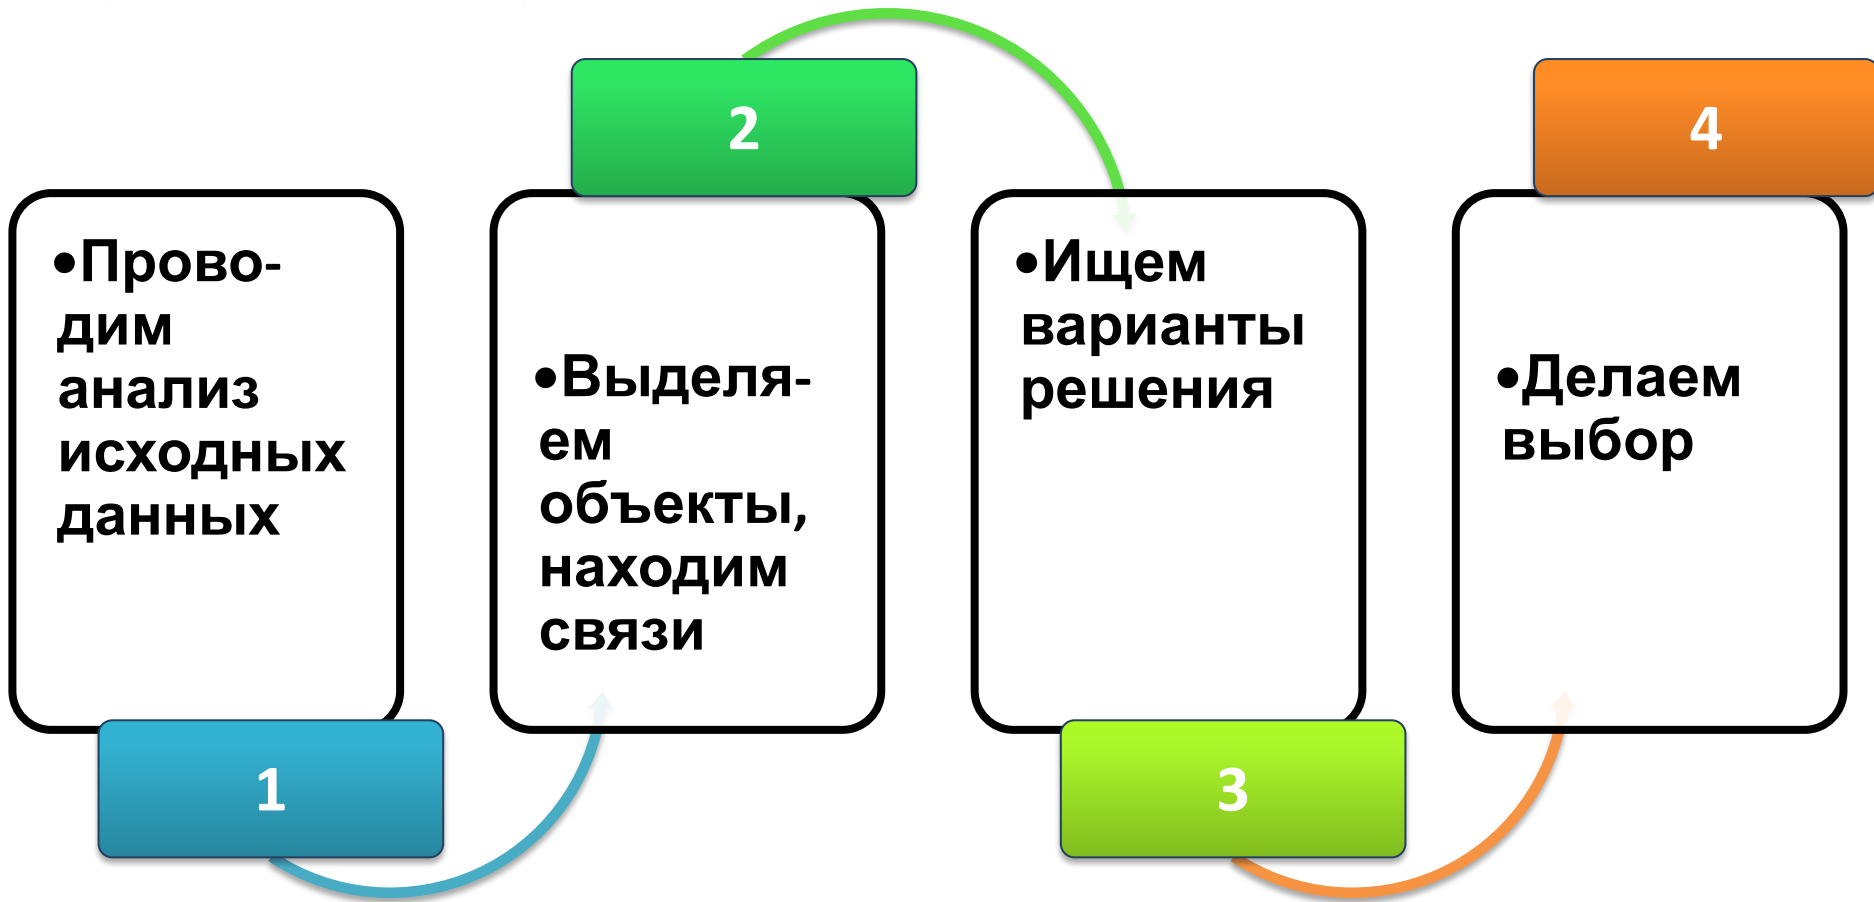 •Прово-
дим
анализ
исходных
данных
1
2
•Выделя-
ем
объекты,
находим
связи
•Ищем
варианты
решения
3
4
•Делаем
выбор